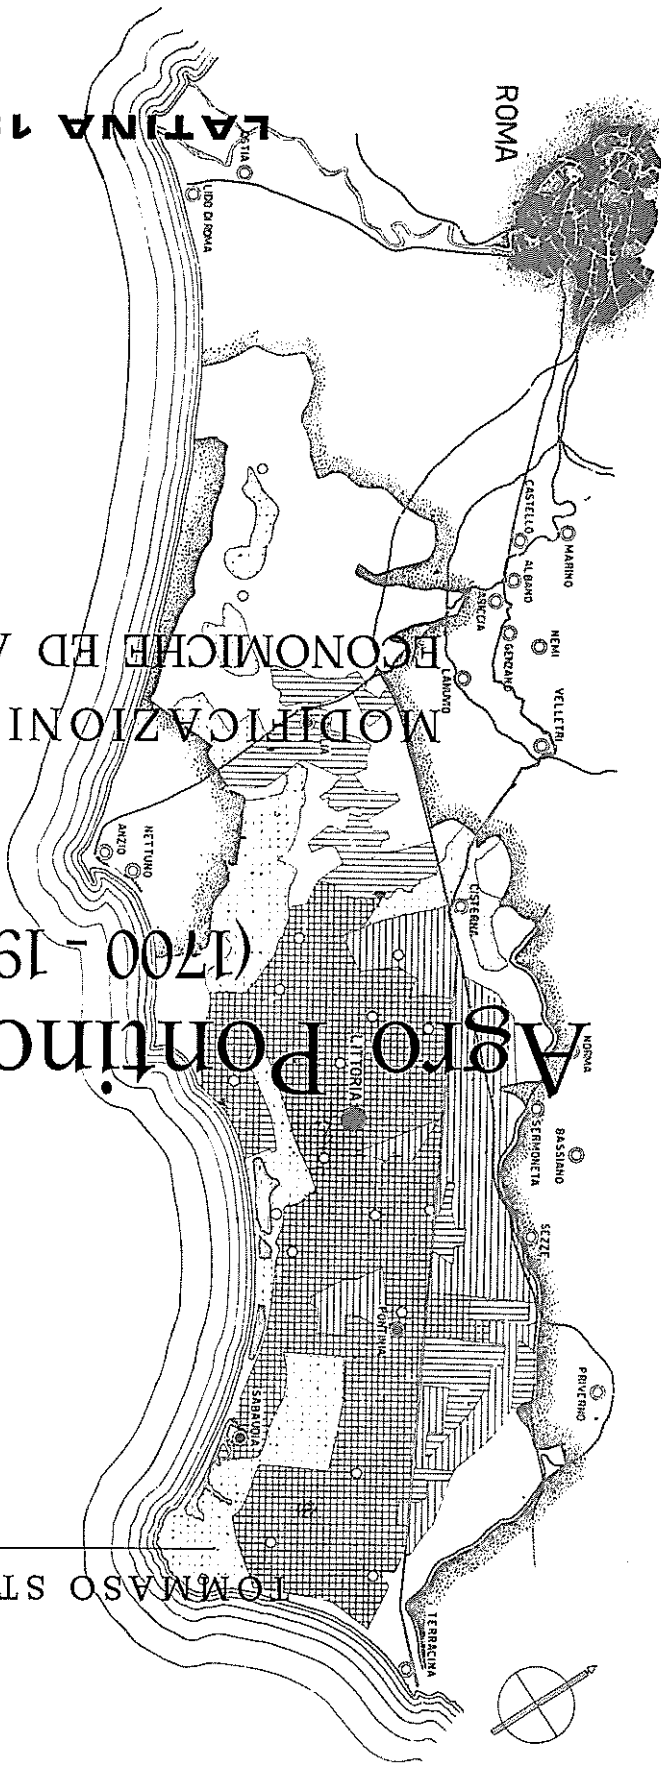 TOMMASO ST
Agro Pontino
(1700 - 19
MODIFICAZIONI
ECONOMICHE ED A
LATINA 1
ROMA
OSTIA
LIDO DI ROMA
MARINO
CASTELLO
ALBANO
ARICCIA
GENZANO
NEMI
LANUVIO
VELLETRI
CISTERNA
NETTUNO
ANZIO
NORMA
LITTORIA
SERMONETA
BASSIANO
SEZZE
PONTINIA
PRIVERNO
SABAUDIA
TERRACINA